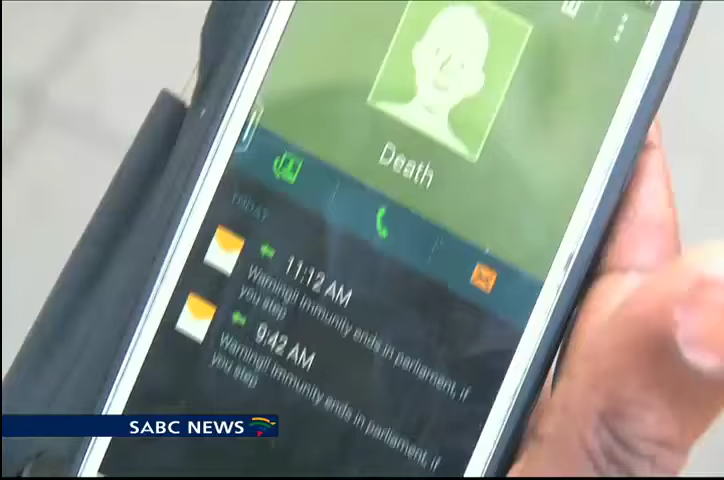 Death
TODAY
11:12 AM
Warning! Immunity ends in parliament, if
you step
9:42 AM
Warning! Immunity ends in parliament, if
you step
SABC NEWS